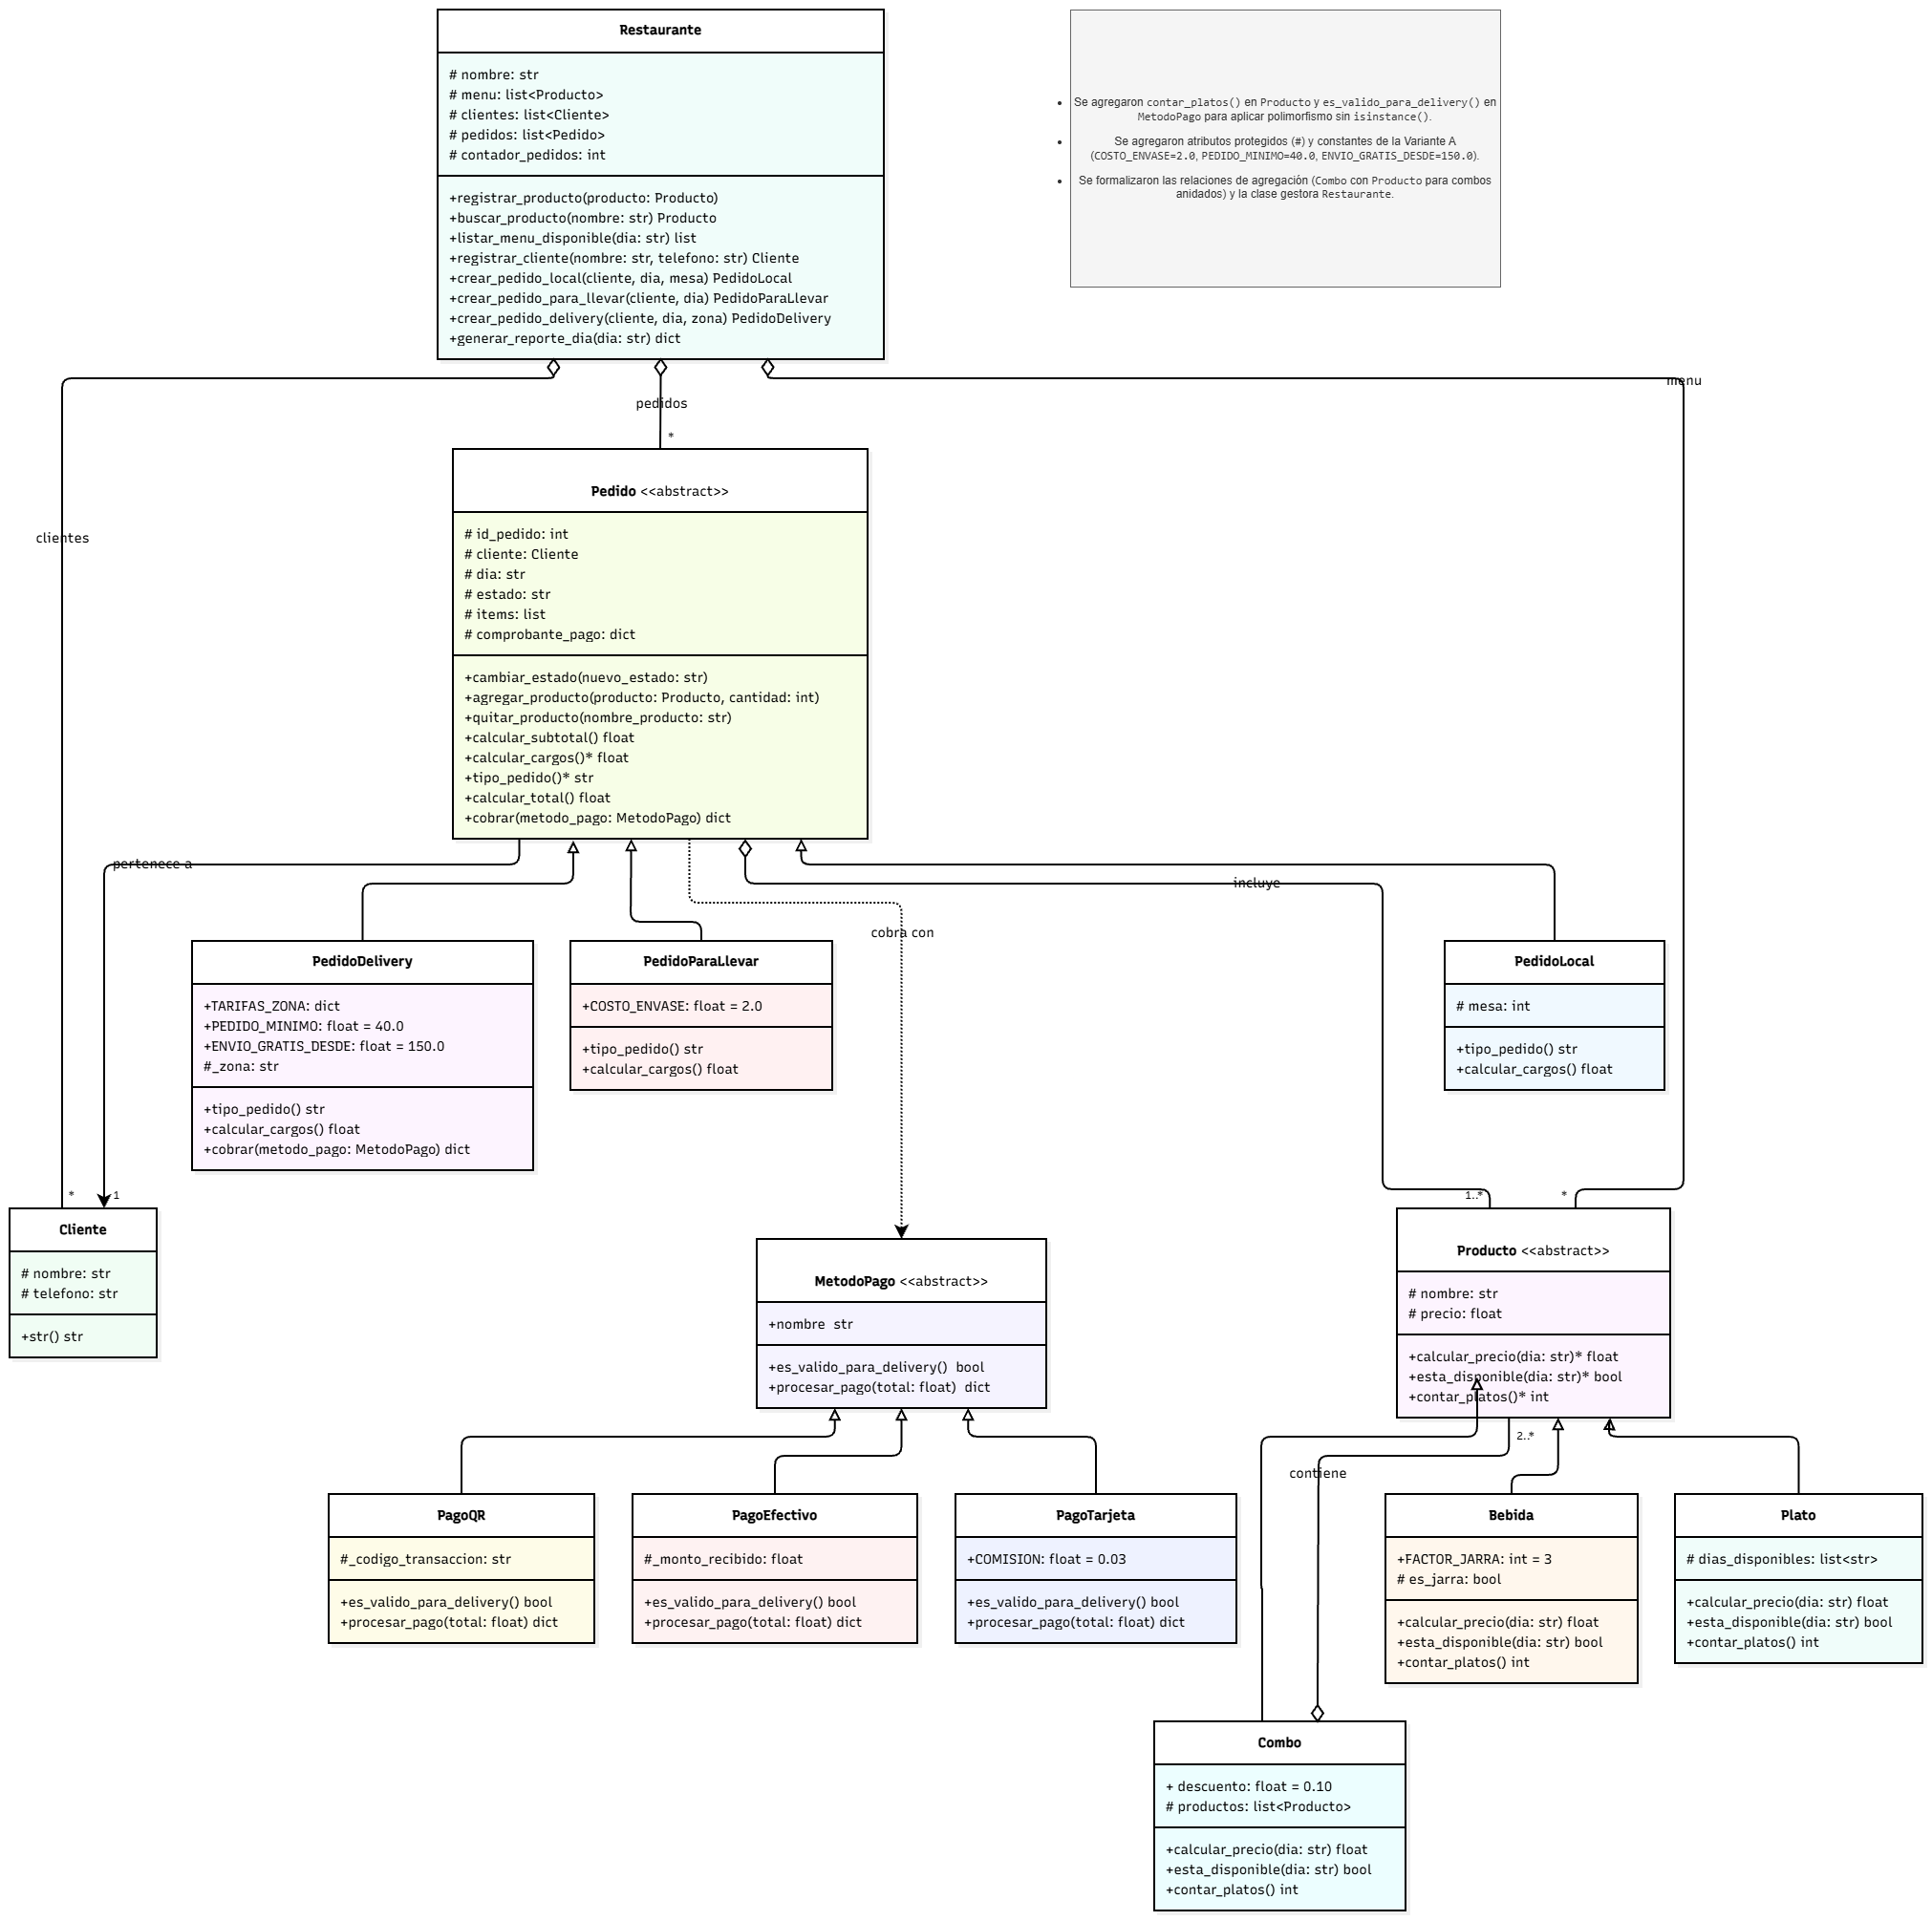 Restaurante
# nombre: str
# menu: list<Producto>
# clientes: list<Cliente>
# pedidos: list<Pedido>
# contador_pedidos: int
+registrar_producto(producto: Producto)
+buscar_producto(nombre: str) Producto
+listar_menu_disponible(dia: str) list
+registrar_cliente(nombre: str, telefono: str) Cliente
+crear_pedido_local(cliente, dia, mesa) PedidoLocal
+crear_pedido_para_llevar(cliente, dia) PedidoParaLlevar
+crear_pedido_delivery(cliente, dia, zona) PedidoDelivery
+generar_reporte_dia(dia: str) dict
• Se agregaron contar_platos() en Producto y es_valido_para_delivery() en
MetodoPago para aplicar polimorfismo sin isinstance().
• Se agregaron atributos protegidos (#) y constantes de la Variante A
(COSTO_ENVASE=2.0, PEDIDO_MINIMO=40.0, ENVIO_GRATIS_DESDE=150.0).
• Se formalizaron las relaciones de agregación (Combo con Producto para combos
anidados) y la clase gestora Restaurante.
menu
pedidos
*
clientes
Pedido <<abstract>>
# id_pedido: int
# cliente: Cliente
# dia: str
# estado: str
# items: list
# comprobante_pago: dict
+cambiar_estado(nuevo_estado: str)
+agregar_producto(producto: Producto, cantidad: int)
+quitar_producto(nombre_producto: str)
+calcular_subtotal() float
+calcular_cargos()* float
+tipo_pedido()* str
+calcular_total() float
+cobrar(metodo_pago: MetodoPago) dict
pertenece a
incluye
cobra con
PedidoDelivery
+TARIFAS_ZONA: dict
+PEDIDO_MINIMO: float = 40.0
+ENVIO_GRATIS_DESDE: float = 150.0
#_zona: str
+tipo_pedido() str
+calcular_cargos() float
+cobrar(metodo_pago: MetodoPago) dict
PedidoParaLlevar
+COSTO_ENVASE: float = 2.0
+tipo_pedido() str
+calcular_cargos() float
PedidoLocal
# mesa: int
+tipo_pedido() str
+calcular_cargos() float
*
1
1..*
*
Cliente
# nombre: str
# telefono: str
+str() str
MetodoPago <<abstract>>
+nombre  str
+es_valido_para_delivery()  bool
+procesar_pago(total: float)  dict
Producto <<abstract>>
# nombre: str
# precio: float
+calcular_precio(dia: str)* float
+esta_disponible(dia: str)* bool
+contar_platos()* int
2..*
contiene
PagoQR
#_codigo_transaccion: str
+es_valido_para_delivery() bool
+procesar_pago(total: float) dict
PagoEfectivo
#_monto_recibido: float
+es_valido_para_delivery() bool
+procesar_pago(total: float) dict
PagoTarjeta
+COMISION: float = 0.03
+es_valido_para_delivery() bool
+procesar_pago(total: float) dict
Bebida
+FACTOR_JARRA: int = 3
# es_jarra: bool
+calcular_precio(dia: str) float
+esta_disponible(dia: str) bool
+contar_platos() int
Plato
# dias_disponibles: list<str>
+calcular_precio(dia: str) float
+esta_disponible(dia: str) bool
+contar_platos() int
Combo
+ descuento: float = 0.10
# productos: list<Producto>
+calcular_precio(dia: str) float
+esta_disponible(dia: str) bool
+contar_platos() int